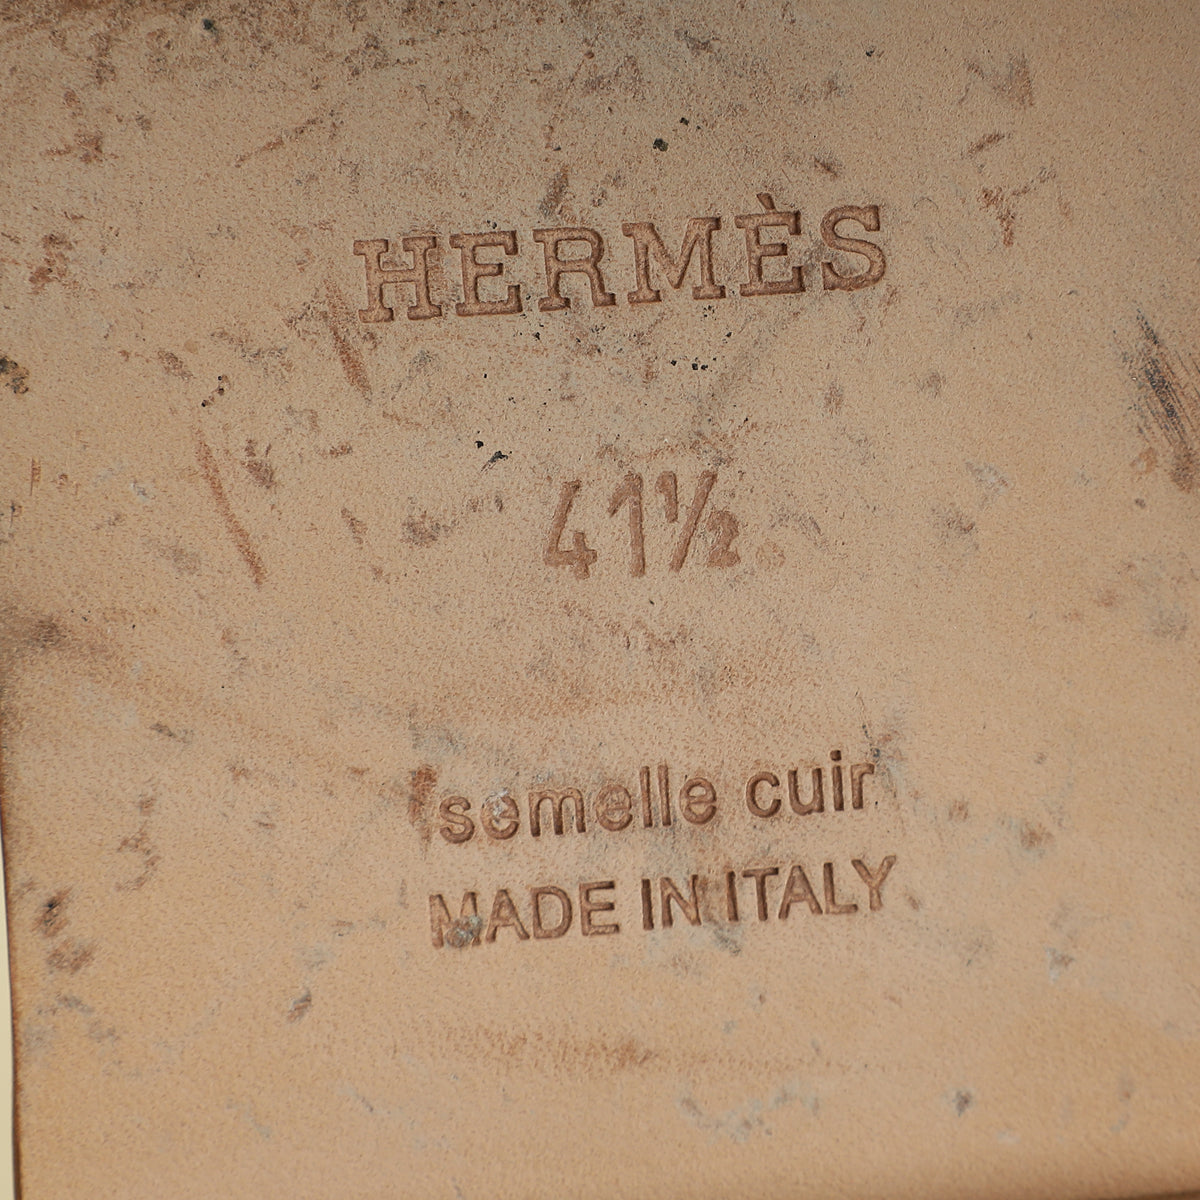 HERMÈS
41½
semelle cuir
MADE IN ITALY